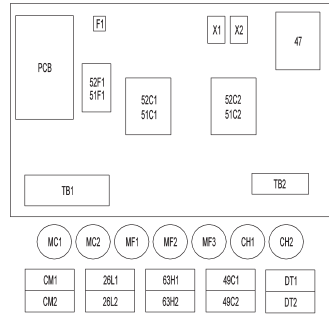 F1
X1
X2
47
PCB
52F1
51F1
52C1
51C1
52C2
51C2
TB1
TB2
MC1
MC2
MF1
MF2
MF3
CH1
CH2
CM1
26L1
63H1
49C1
DT1
CM2
26L2
63H2
49C2
DT2